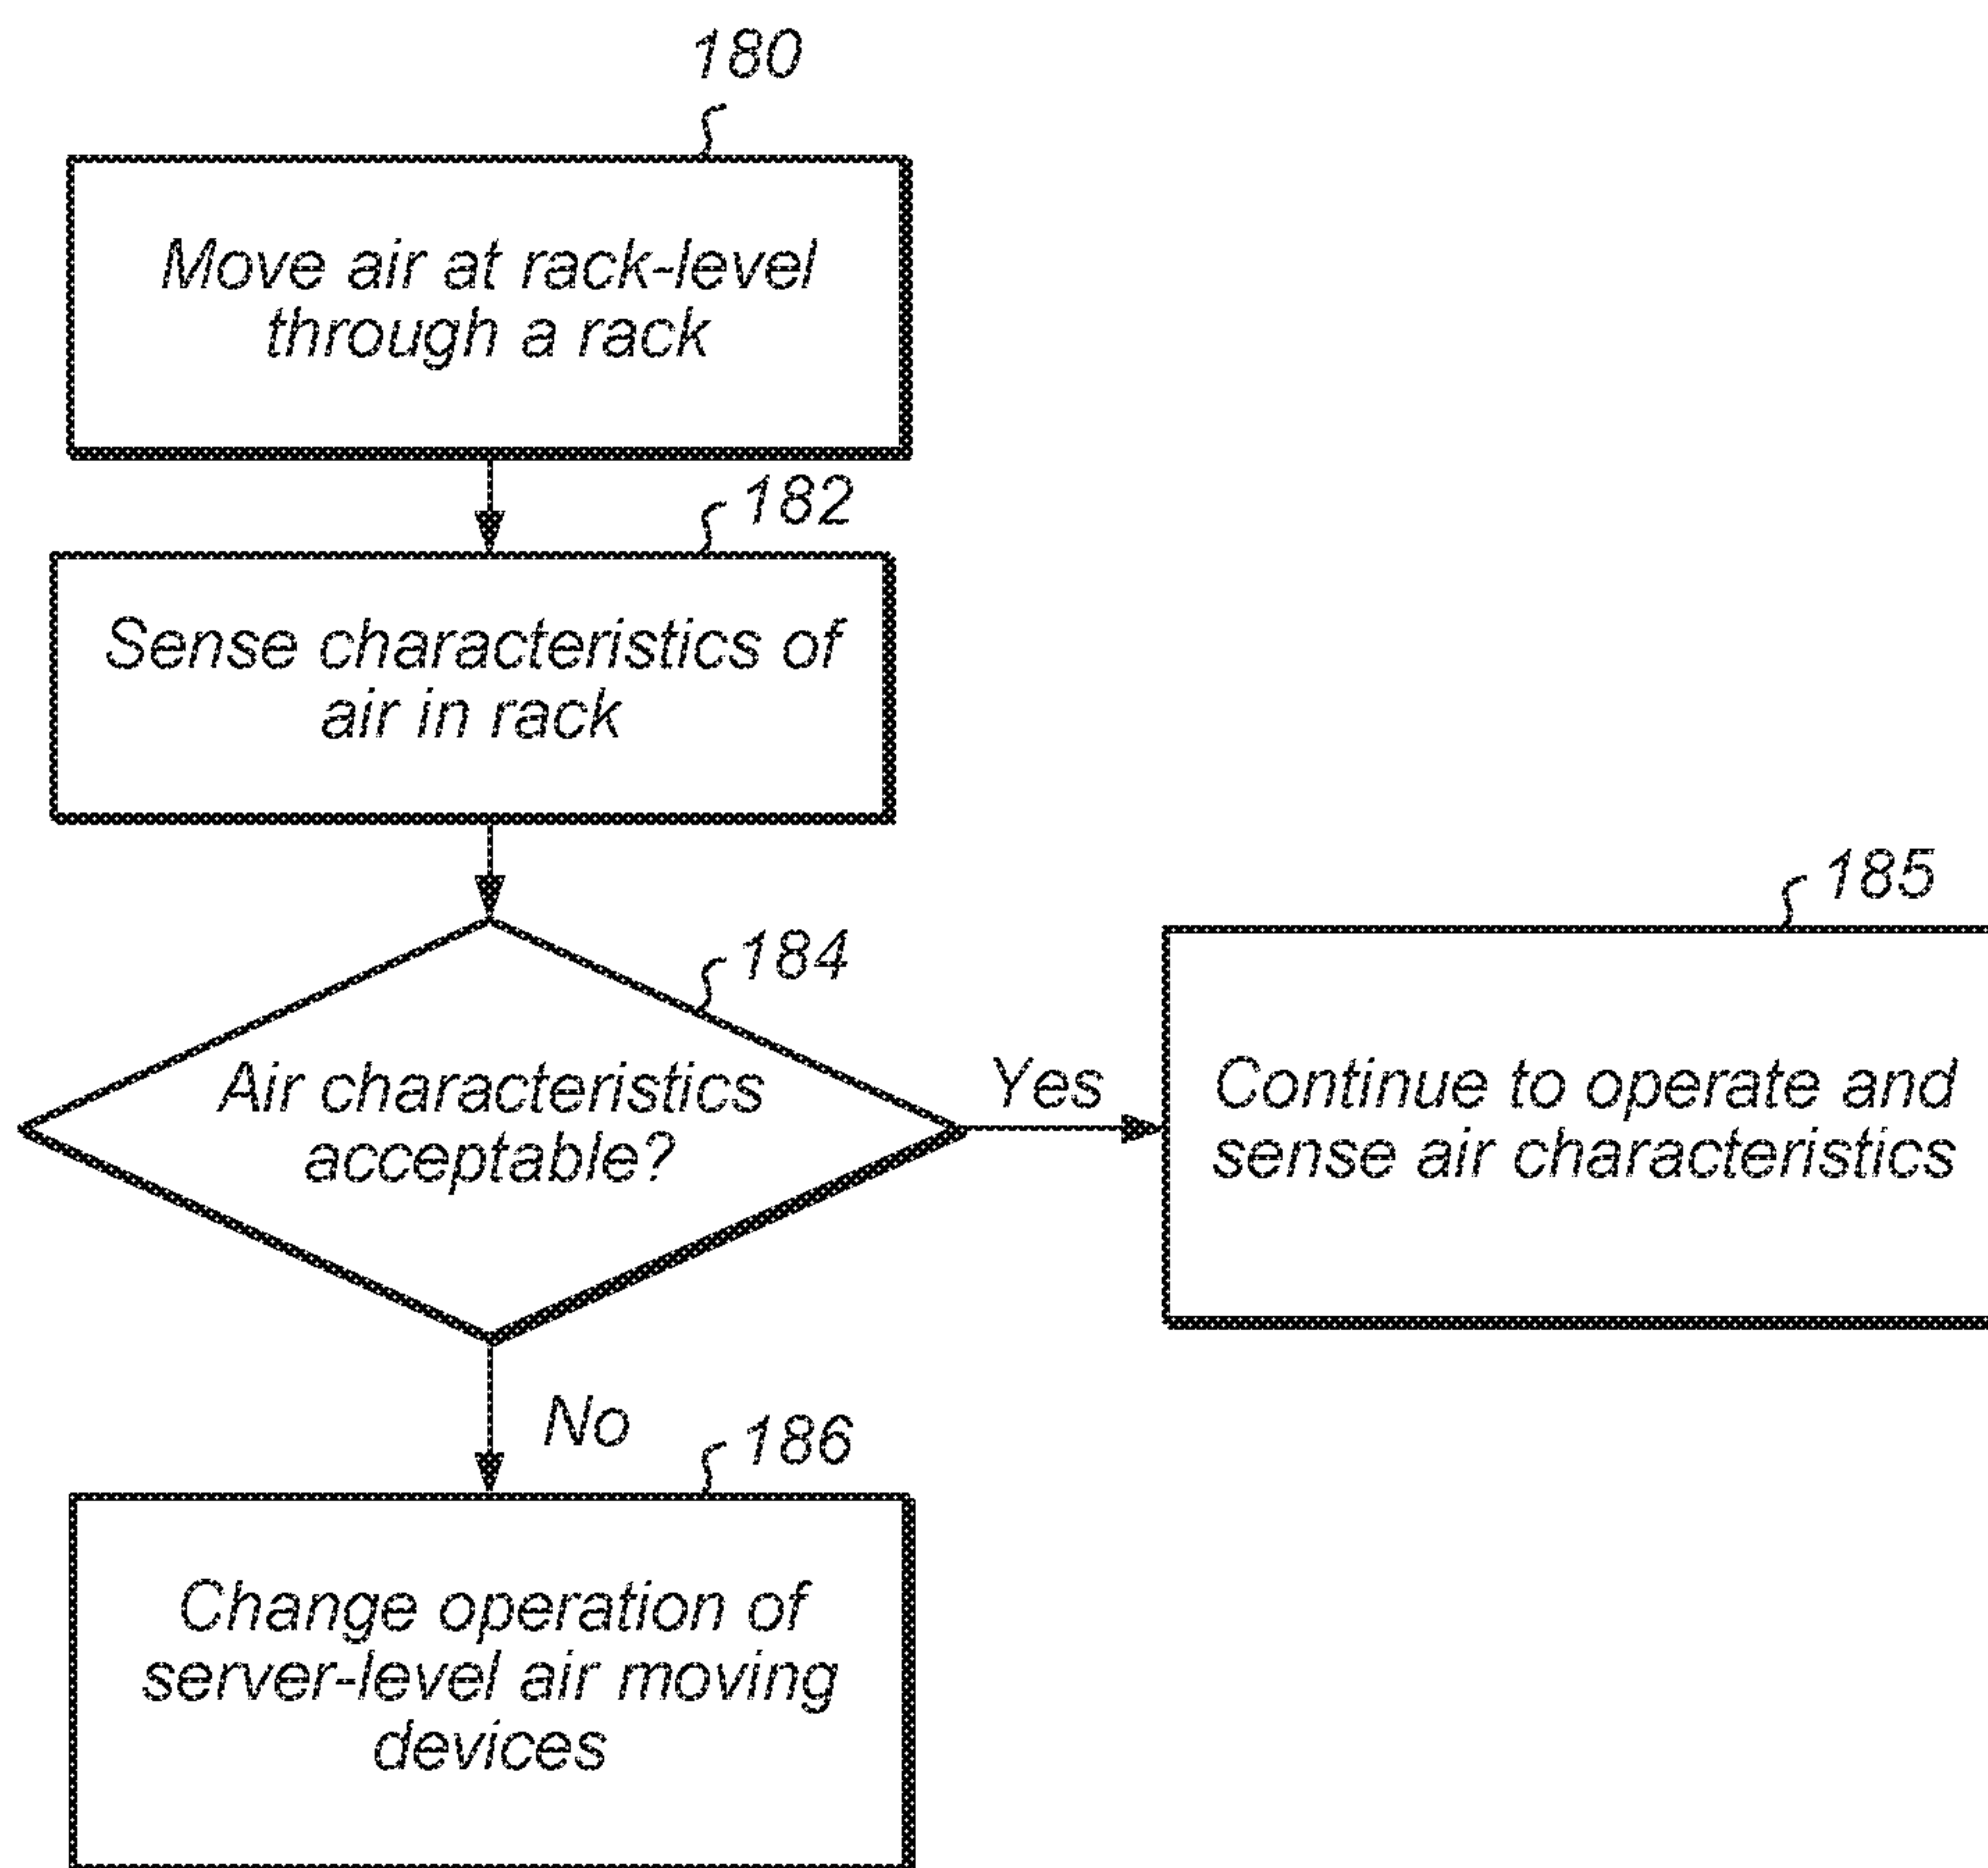 180
Move air at rack-level
through a rack
182
Sense characteristics of
air in rack
184
Air characteristics
acceptable?
Yes
185
Continue to operate and
sense air characteristics
No
186
Change operation of
server-level air moving
devices